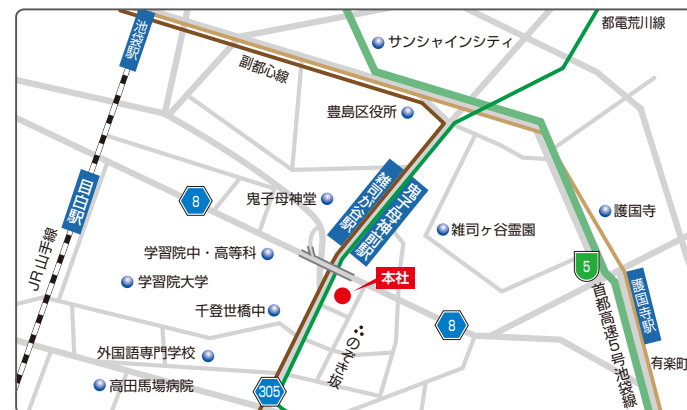 都電荒川線
池袋駅
サンシャインシティ
副都心線
豊島区役所
目白駅
雑司が谷駅
鬼子母神前駅
8
鬼子母神堂
護国寺
雑司ヶ谷霊園
学習院中・高等科
JR山手線
学習院大学
本社
5
千登世橋中
8
護国寺駅
首都高速5号池袋線
のぞき坂
外国語専門学校
有楽町
高田馬場病院
305